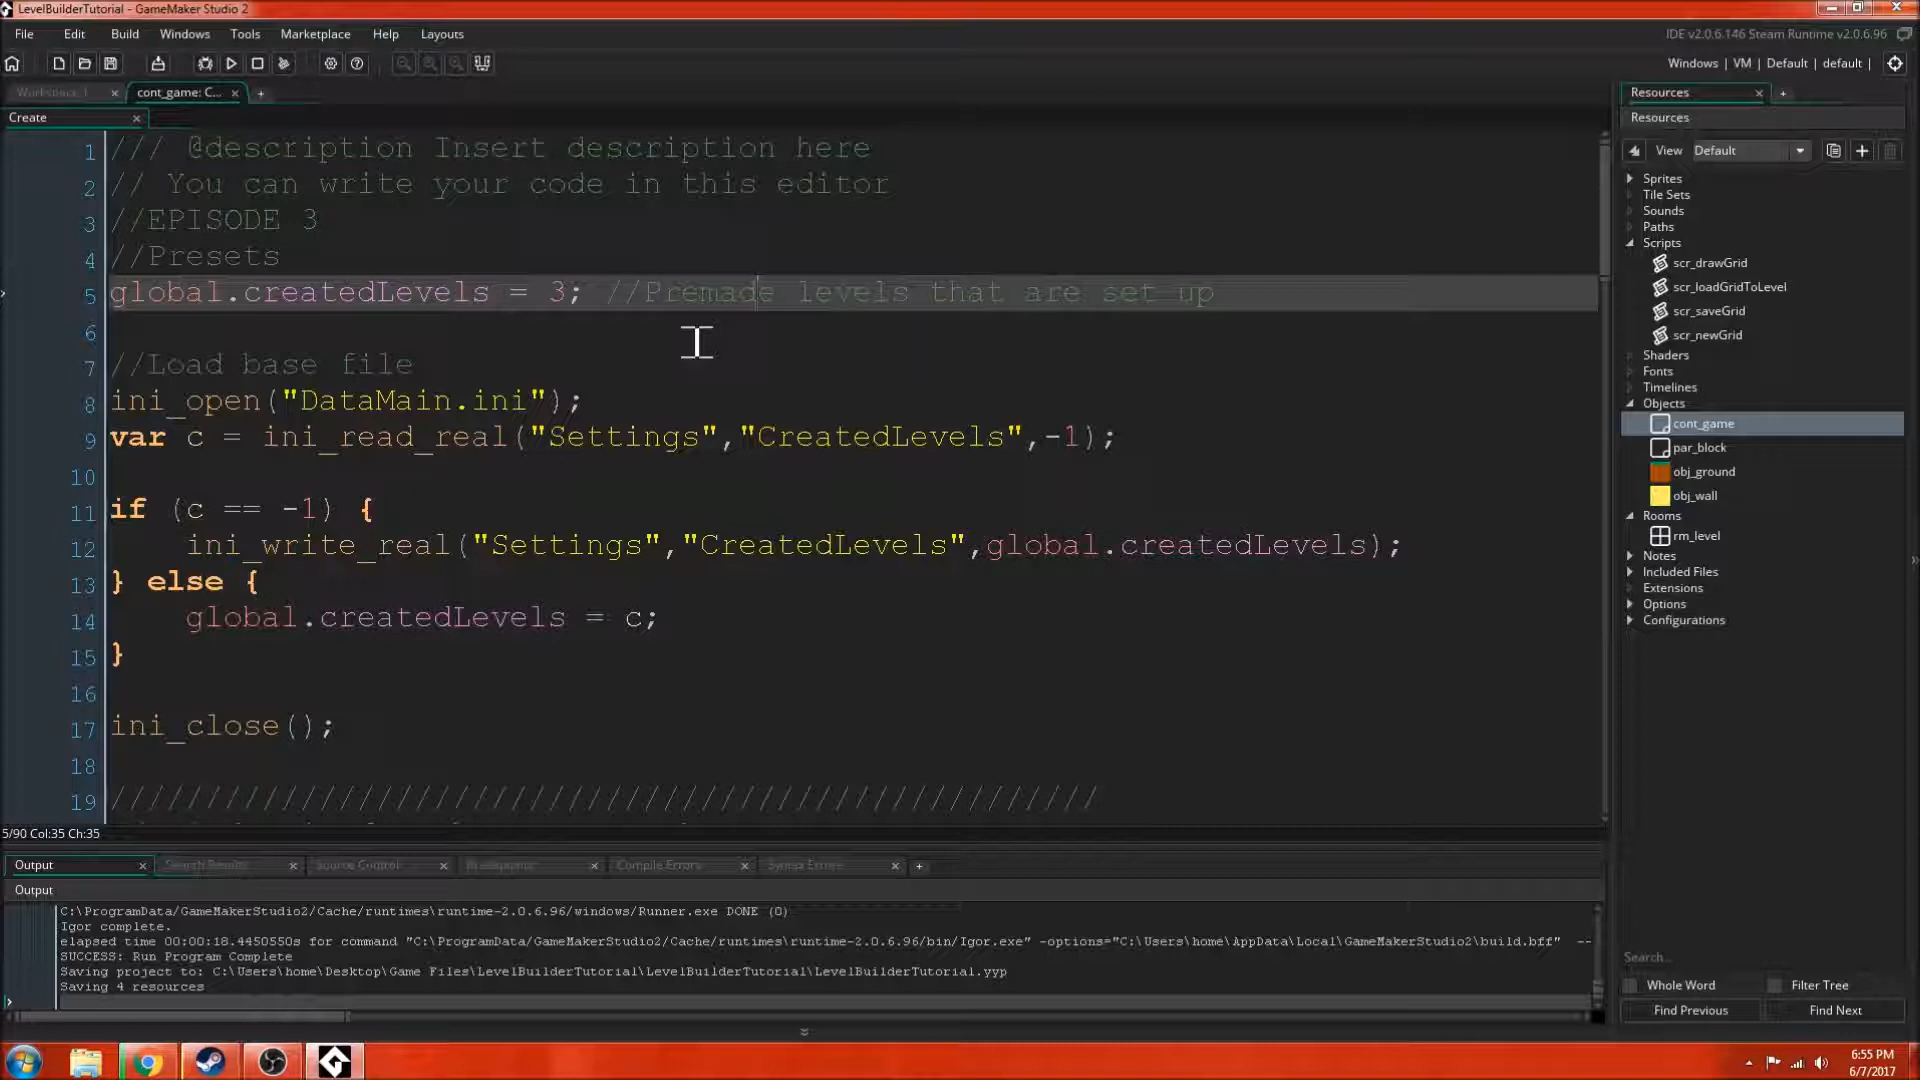 LevelBuilderTutorial - GameMaker Studio 2
File Edit Build Windows Tools Marketplace Help Layouts
IDE v2.0.6.146 Steam Runtime v2.0.6.96
Windows | VM | Default | default |
Workspace 1 cont_game: C...
Create
1 /// @description Insert description here
2 // You can write your code in this editor
3 //EPISODE 3
4 //Presets
5 global.createdLevels = 3; //Premade levels that are set up
6
7 //Load base file
8 ini_open("DataMain.ini");
9 var c = ini_read_real("Settings","CreatedLevels",-1);
10
11 if (c == -1) {
12 ini_write_real("Settings","CreatedLevels",global.createdLevels);
13 } else {
14 global.createdLevels = c;
15 }
16
17 ini_close();
18
19 /////////////////////////////////////////////////////
5/90 Col:35 Ch:35
Output Search Results Source Control Breakpoints Compile Errors Syntax Errors
Output
C:\ProgramData/GameMakerStudio2/Cache/runtimes\runtime-2.0.6.96/windows/Runner.exe DONE (0)
Igor complete.
elapsed time 00:00:18.4450550s for command "C:\ProgramData/GameMakerStudio2/Cache/runtimes\runtime-2.0.6.96/bin/Igor.exe" -options="C:\Users\home\AppData\Local\GameMakerStudio2\build.bff" --
SUCCESS: Run Program Complete
Saving project to: C:\Users\home\Desktop\Game Files\LevelBuilderTutorial\LevelBuilderTutorial\LevelBuilderTutorial.yyp
Saving 4 resources
Resources
Resources
View Default
Sprites
Tile Sets
Sounds
Paths
Scripts
scr_drawGrid
scr_loadGridToLevel
scr_saveGrid
scr_newGrid
Shaders
Fonts
Timelines
Objects
cont_game
par_block
obj_ground
obj_wall
Rooms
rm_level
Notes
Included Files
Extensions
Options
Configurations
Search...
Whole Word Filter Tree
Find Previous Find Next
6:55 PM
6/7/2017